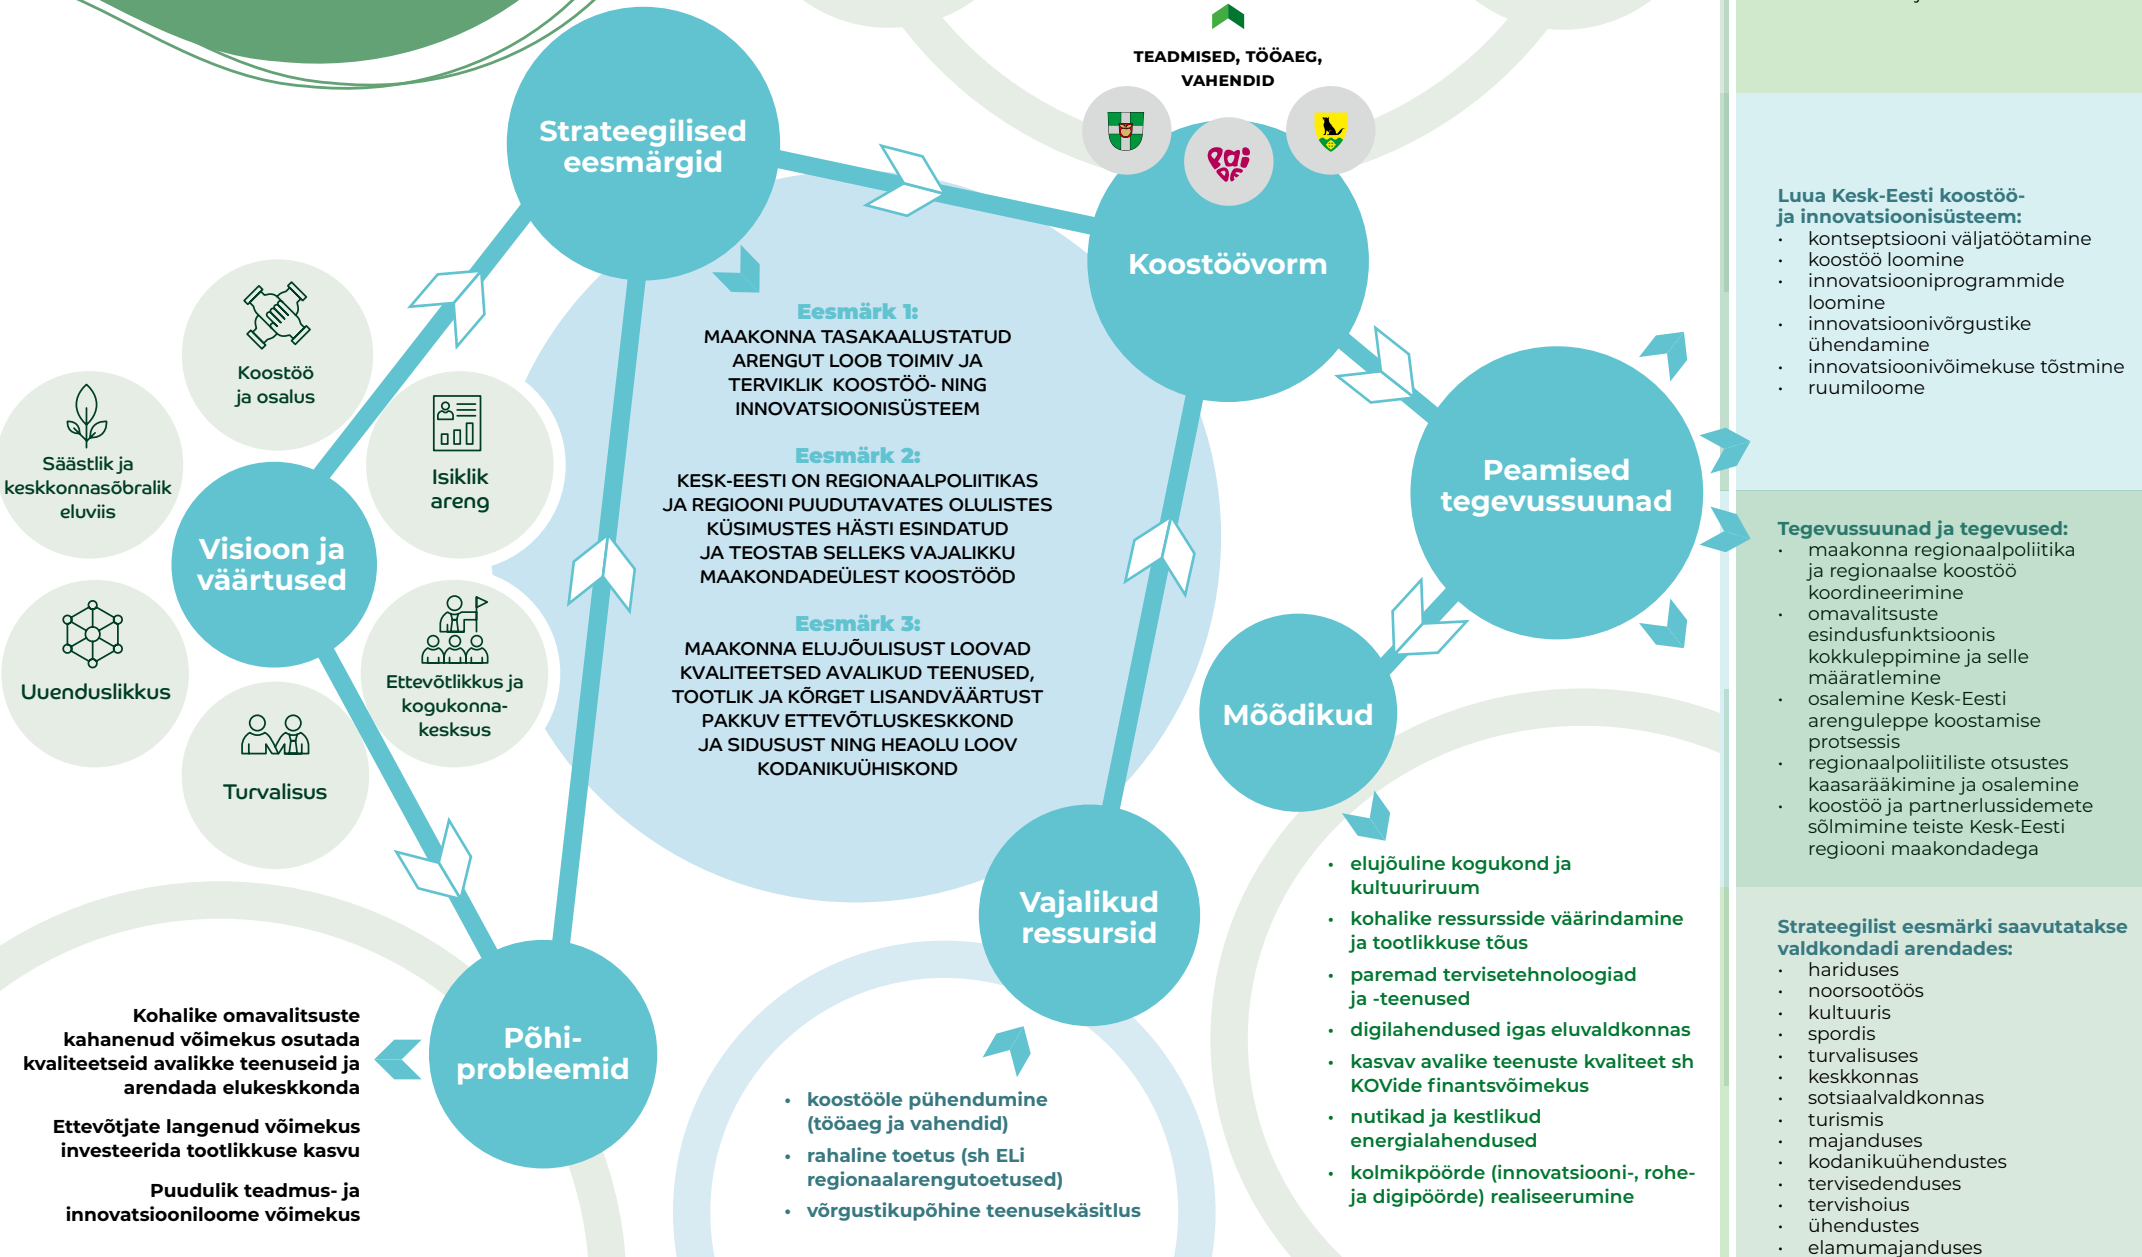 TEADMISED, TÖÖAEG,
VAHENDID
Pai
DE
Strateegilised
eesmärgid
Koostöövorm
Koostöö
ja osalus
Säästlik ja
keskkonnasõbralik
eluviis
Isiklik
areng
Visioon ja
väärtused
Uuenduslikkus
Ettevõtlikkus ja
kogukonna-
kesksus
Turvalisus
Eesmärk 1:
MAAKONNA TASAKAALUSTATUD
ARENGUT LOOB TOIMIV JA
TERVIKLIK KOOSTÖÖ- NING
INNOVATSIOONISÜSTEEM
Eesmärk 2:
KESK-EESTI ON REGIONAALPOLIITIKAS
JA REGIOONI PUUDUTAVATES OLULISTES
KÜSIMUSTES HÄSTI ESINDATUD
JA TEOSTAB SELLEKS VAJALIKKU
MAAKONDADEÜLEST KOOSTÖÖD
Eesmärk 3:
MAAKONNA ELUJÕULISUST LOOVAD
KVALITEETSED AVALIKUD TEENUSED,
TOOTLIK JA KÕRGET LISANDVÄÄRTUST
PAKKUV ETTEVÕTLUSKESKKOND
JA SIDUSUST NING HEAOLU LOOV
KODANIKUÜHISKOND
Peamised
tegevussuunad
Mõõdikud
Vajalikud
ressursid
Põhi-
probleemid
Kohalike omavalitsuste
kahanenud võimekus osutada
kvaliteetseid avalikke teenuseid ja
arendada elukeskkonda
Ettevõtjate langenud võimekus
investeerida tootlikkuse kasvu
Puudulik teadmus- ja
innovatsiooniloome võimekus
• koostööle pühendumine
(tööaeg ja vahendid)
• rahaline toetus (sh ELi
regionaalarengutoetused)
• võrgustikupõhine teenusekäsitlus
• elujõuline kogukond ja
kultuuriruum
• kohalike ressursside väärindamine
ja tootlikkuse tõus
• paremad tervisetehnoloogiad
ja -teenused
• digilahendused igas eluvaldkonnas
• kasvav avalike teenuste kvaliteet sh
KOVide finantsvõimekus
• nutikad ja kestlikud
energialahendused
• kolmikpöörde (innovatsiooni-, rohe-
ja digipöörde) realiseerumine
Luua Kesk-Eesti koostöö-
ja innovatsioonisüsteem:
• kontseptsiooni väljatöötamine
• koostöö loomine
• innovatsiooniprogrammide
loomine
• innovatsioonivõrgustike
ühendamine
• innovatsioonivõimekuse tõstmine
• ruumiloome
Tegevussuunad ja tegevused:
• maakonna regionaalpoliitika
ja regionaalse koostöö
koordineerimine
• omavalitsuste
esindusfunktsioonis
kokkuleppimine ja selle
määratlemine
• osalemine Kesk-Eesti
arenguleppe koostamise
protsessis
• regionaalpoliitiliste otsustes
kaasarääkimine ja osalemine
• koostöö ja partnerlussidemete
sõlmimine teiste Kesk-Eesti
regiooni maakondadega
Strateegilist eesmärki saavutatakse
valdkondadi arendades:
• hariduses
• noorsootöös
• kultuuris
• spordis
• turvalisuses
• keskkonnas
• sotsiaalvaldkonnas
• turismis
• majanduses
• kodanikuühendustes
• tervisedenduses
• tervishoius
• ühendustes
• elamumajanduses